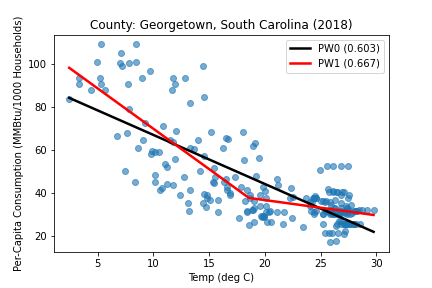 County: Georgetown, South Carolina (2018)
PW0 (0.603)
PW1 (0.667)
Per-Capita Consumption (MMBtu/1000 Households)
100
80
60
40
20
5 10 15 20 25 30
Temp (deg C)